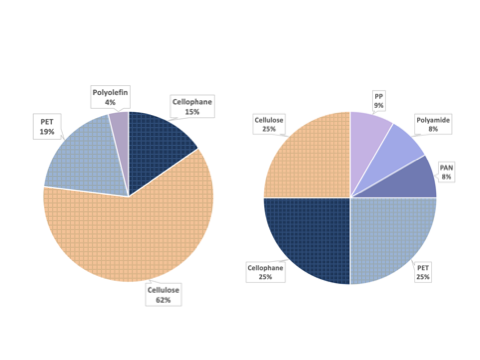 Polyolefin
4%
Cellophane
15%
PET
19%
Cellulose
62%
PP
9%
Cellulose
25%
Polyamide
8%
PAN
8%
Cellophane
25%
PET
25%